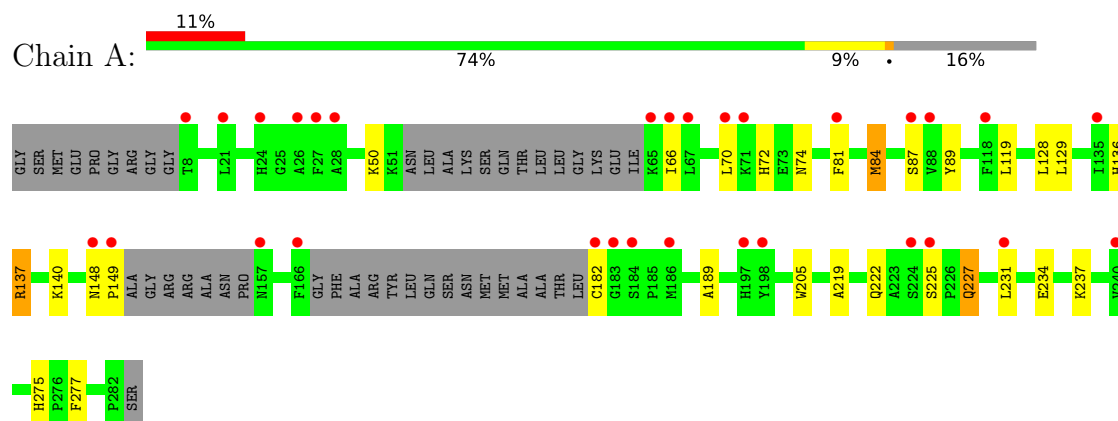 11%
Chain A:
74% 9% • 16%
GLY SER MET GLU PRO GLY ARG GLY GLY T8 L21 H24 G25 A26 F27 A28 K50 K51 ASN LEU ALA LYS SER GLN THR LEU LEU GLY LYS GLU ILE K65 I66 L67 L70 K71 H72 E73 N74 F81 M84 S87 V88 Y89 F118 L119 L128 L129 I135 H136
R137 K140 N148 P149 ALA GLY ARG ARG ALA ASN PRO N157 F166 GLY PHE ALA ARG TYR LEU GLN SER ASN MET MET ALA ALA THR LEU C182 G183 S184 P185 M186 A189 H197 Y198 W205 A219 Q222 A223 S224 S225 P226 Q227 L231 E234 K237
H275 P276 F277 P282 SER